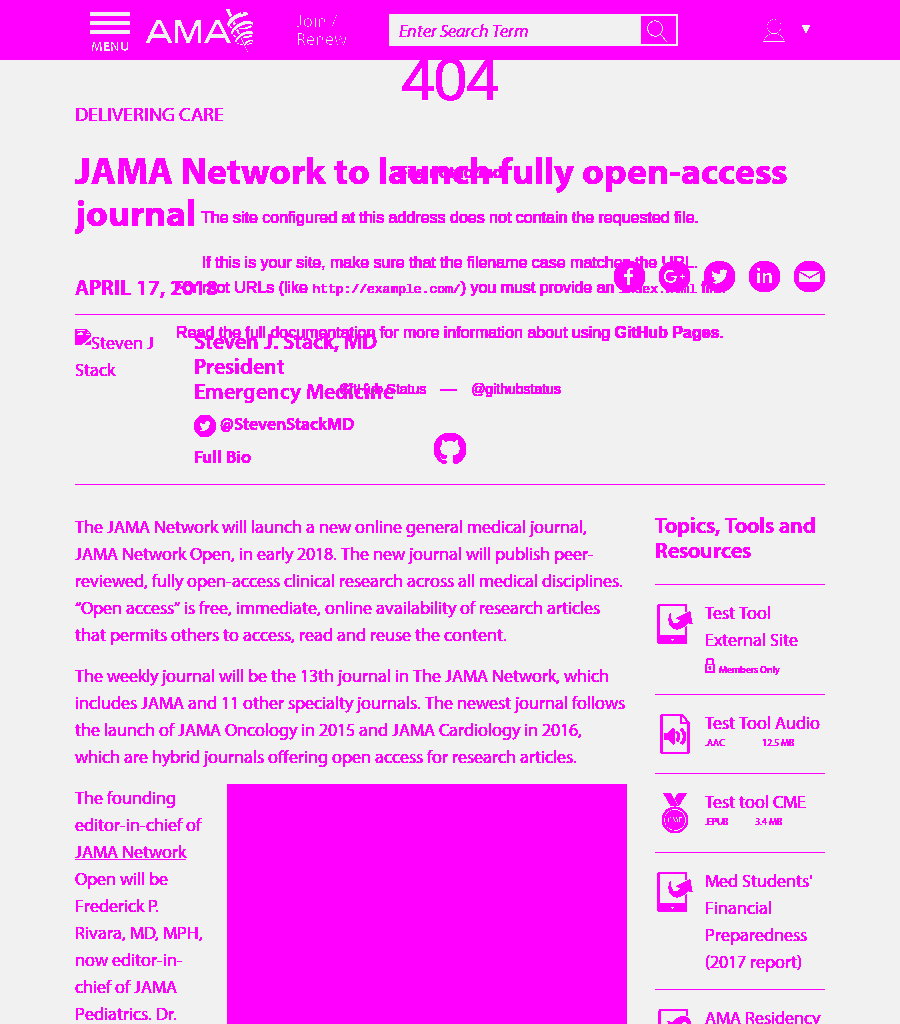 MENU
AMA
Join /
Renew
Enter Search Term
404
DELIVERING CARE
JAMA Network to launch fully open-access
journal
The site configured at this address does not contain the requested file.
If this is your site, make sure that the filename case matches the URL.
For root URLs (like http://example.com/) you must provide an index.html file.
APRIL 17, 2018
Read the full documentation for more information about using GitHub Pages.
Steven J
Stack
Steven J. Stack, MD
President
Emergency Medicine
GitHub Status — @githubstatus
@StevenStackMD
Full Bio
The JAMA Network will launch a new online general medical journal,
JAMA Network Open, in early 2018. The new journal will publish peer-
reviewed, fully open-access clinical research across all medical disciplines.
“Open access” is free, immediate, online availability of research articles
that permits others to access, read and reuse the content.
The weekly journal will be the 13th journal in The JAMA Network, which
includes JAMA and 11 other specialty journals. The newest journal follows
the launch of JAMA Oncology in 2015 and JAMA Cardiology in 2016,
which are hybrid journals offering open access for research articles.
The founding
editor-in-chief of
JAMA Network
Open will be
Frederick P.
Rivara, MD, MPH,
now editor-in-
chief of JAMA
Pediatrics. Dr.
Topics, Tools and
Resources
Test Tool
External Site
Members Only
Test Tool Audio
.AAC 12.5 MB
Test tool CME
.EPUB 3.4 MB
CME
Med Students'
Financial
Preparedness
(2017 report)
AMA Residency